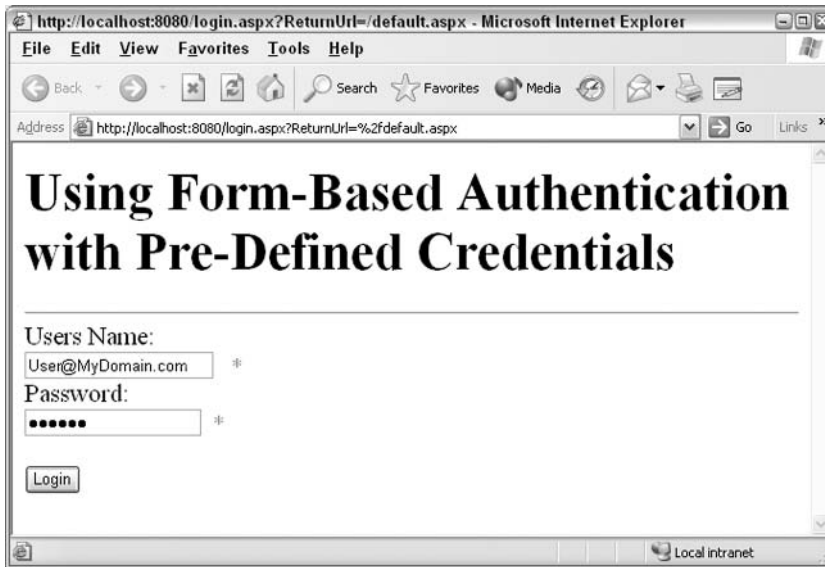 http://localhost:8080/login.aspx?ReturnUrl=/default.aspx - Microsoft Internet Explorer
File Edit View Favorites Tools Help
Back Search Favorites Media
Address http://localhost:8080/login.aspx?ReturnUrl=%2fdefault.aspx Go Links »
Using Form-Based Authentication
with Pre-Defined Credentials
Users Name:
User@MyDomain.com *
Password:
•••••• *
Login
Local intranet